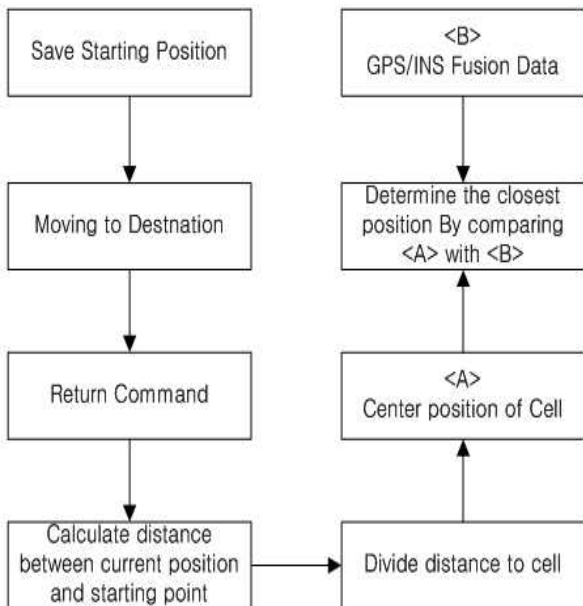 Save Starting Position
Moving to Destnation
Return Command
Calculate distance
between current position
and starting point
Divide distance to cell
<A>
Center position of Cell
Determine the closest
position By comparing
<A> with <B>
<B>
GPS/INS Fusion Data